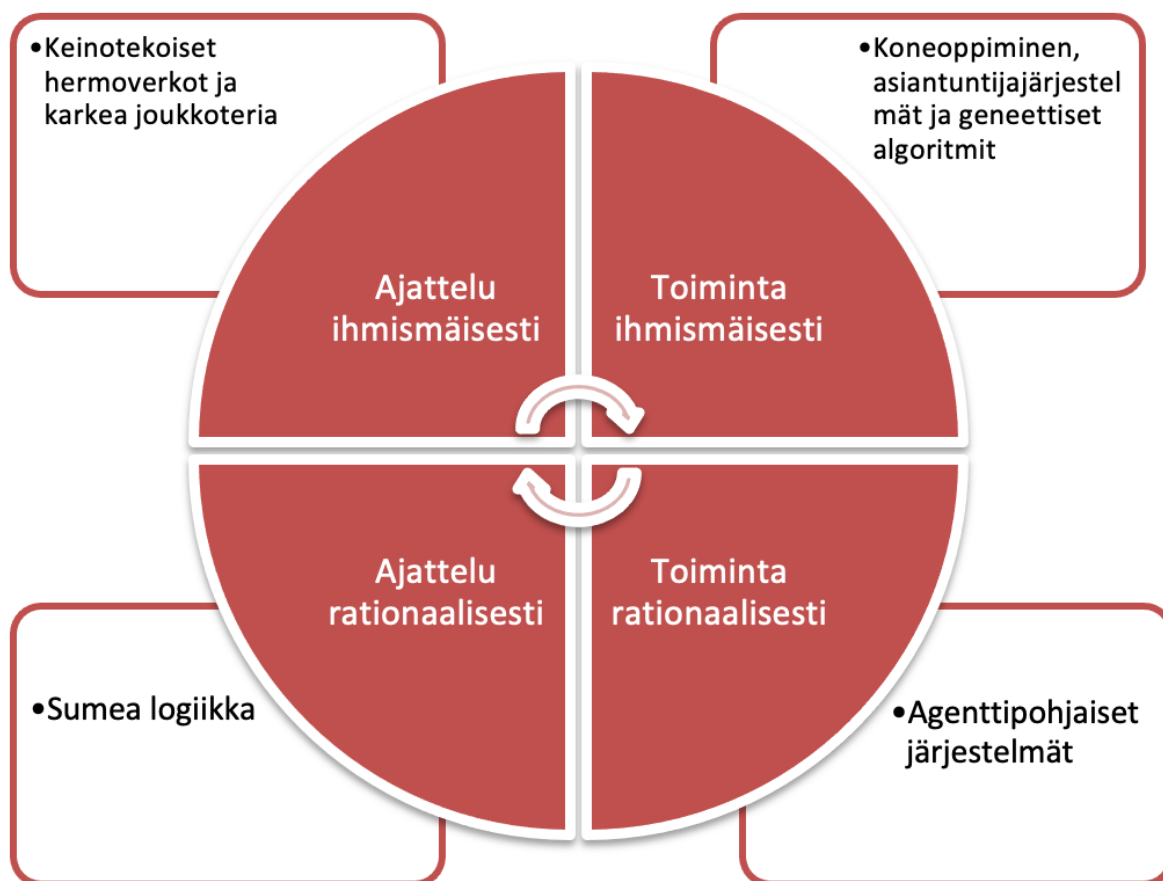 •Keinotekoiset
hermoverkot ja
karkea joukkoteria
•Koneoppiminen,
asiantuntijajärjestel
mät ja geneettiset
algoritmit
Ajattelu
ihmismäisesti
Toiminta
ihmismäisesti
Ajattelu
rationaalisesti
Toiminta
rationaalisesti
•Sumea logiikka
•Agenttipohjaiset
järjestelmät